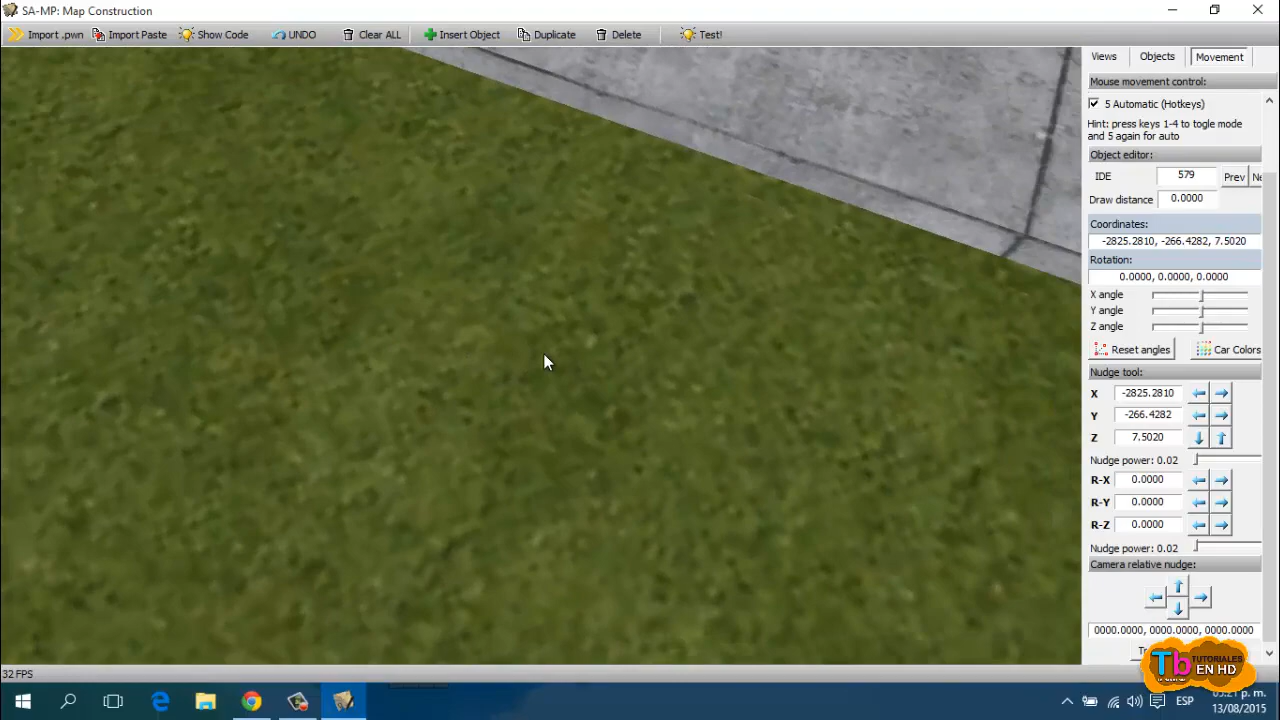 SA-MP: Map Construction
Import .pwn Import Paste Show Code UNDO Clear ALL Insert Object Duplicate Delete Test!
Views Objects Movement
Mouse movement control:
5 Automatic (Hotkeys)
Hint: press keys 1-4 to togle mode
and 5 again for auto
Object editor:
IDE 579 Prev
Draw distance 0.0000
Coordinates:
-2825.2810, -266.4282, 7.5020
Rotation:
0.0000, 0.0000, 0.0000
X angle
Y angle
Z angle
Reset angles Car Colors
Nudge tool:
X -2825.2810
Y -266.4282
Z 7.5020
Nudge power: 0.02
R-X 0.0000
R-Y 0.0000
R-Z 0.0000
Nudge power: 0.02
Camera relative nudge:
0000.0000, 0000.0000, 0000.0000
Tb TUTORIALES
EN HD
32 FPS
ESP
05:21 p. m.
13/08/2015